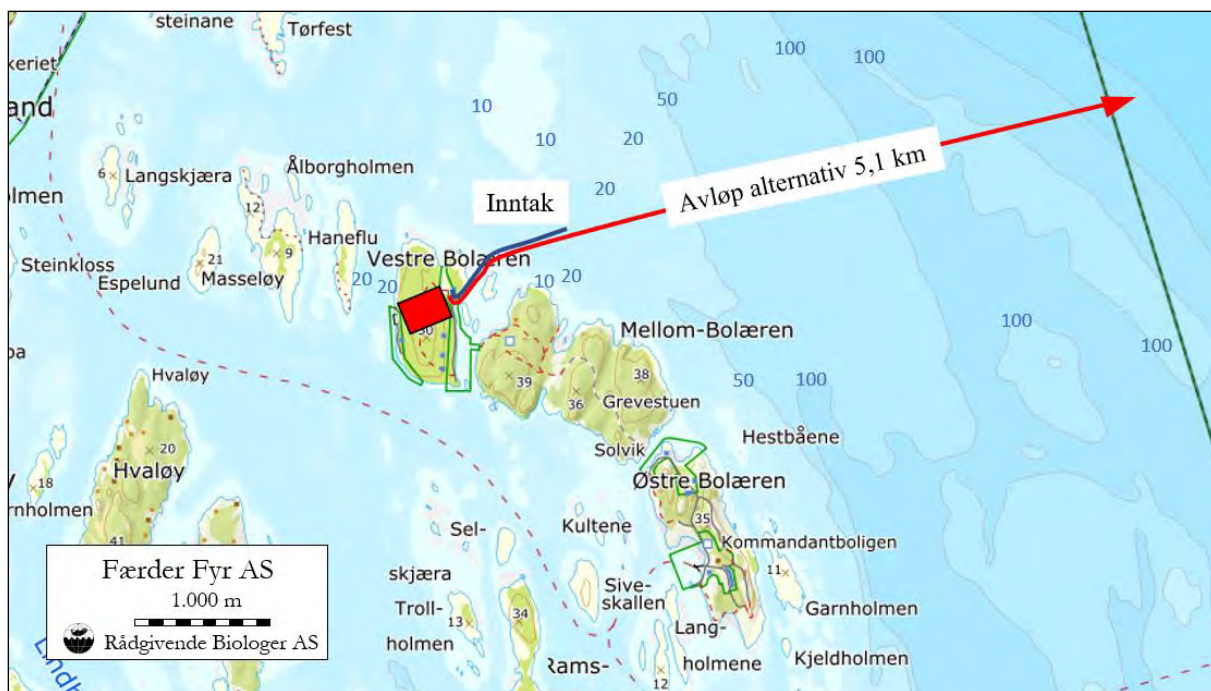 steinane
Tørfest
100
100
keriet
and
10
50
10
20
Avløp alternativ 5,1 km
Ålborgholmen
6
Langskjæra
olmen
12
20
Inntak
Haneflu
9
Vestre Bolæren
21
Steinkloss
Masseløy
Espelund
20
20
10
20
30
100
Mellom-Bolæren
100
pa
Hvaløy
39
38
50
100
36
Grevestuen
20
Solvik
Hestbåene
Hvaløy
Østre Bolæren
18
rnholmen
35
41
Sel-
Kultene
Kommandantboligen
11
Færder Fyr AS
1.000 m
Rådgivende Biologer AS
skjæra
Sive-
skallen
Garnholmen
Troll-
holmen
13
34
Lang-
holmene
Kjeldholmen
Rams-
12
Lindh